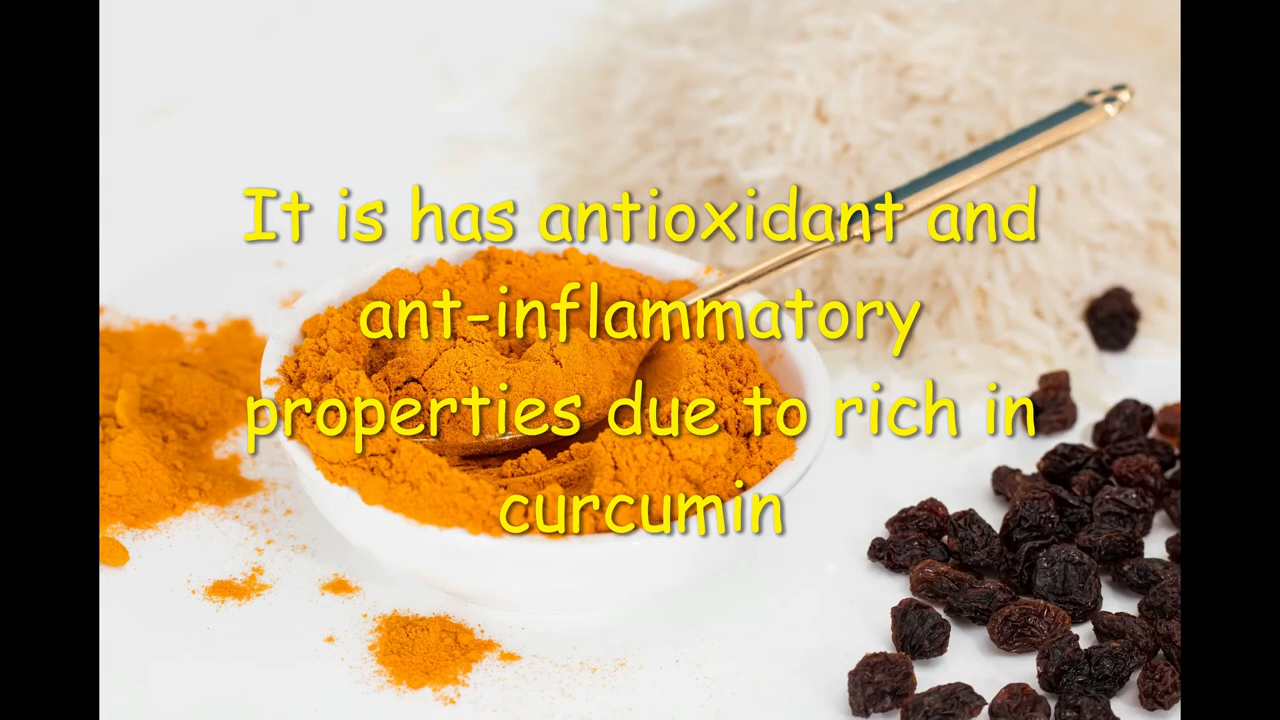 It is has antioxidant and
ant-inflammatory
properties due to rich in
curcumin